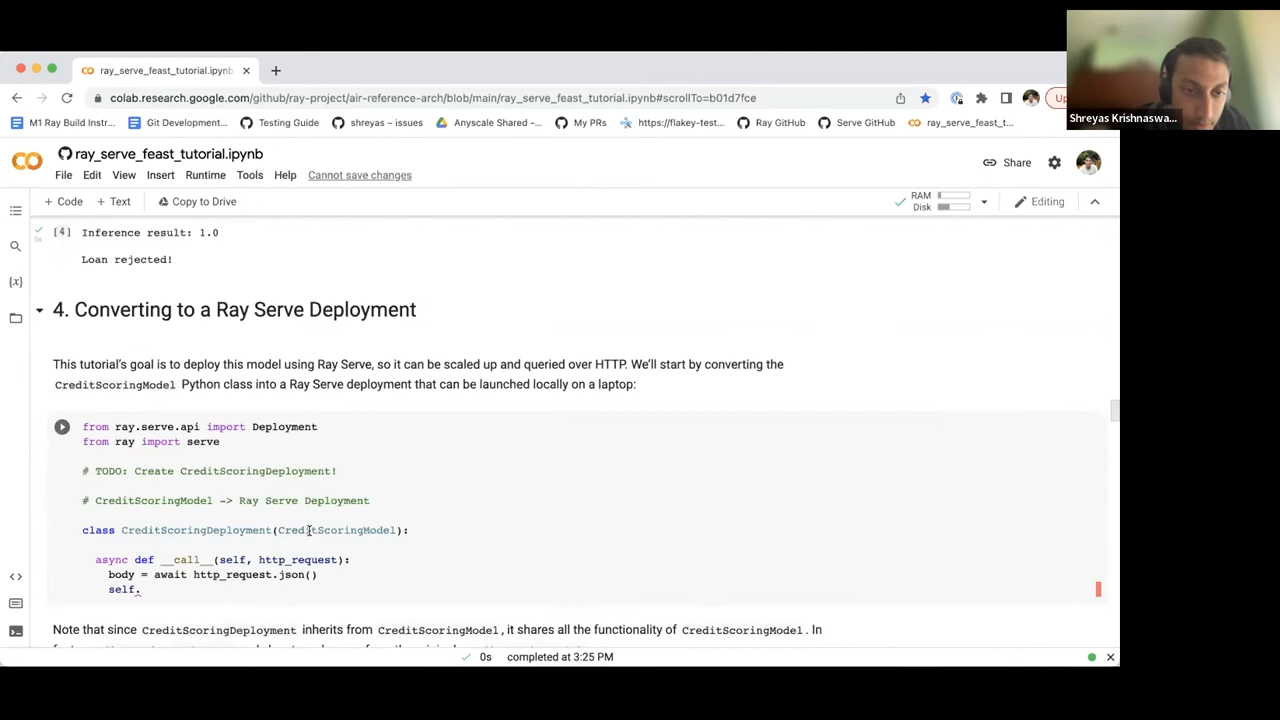 ray_serve_feast_tutorial.ipynb
colab.research.google.com/github/ray-project/air-reference-arch/blob/main/ray_serve_feast_tutorial.ipynb#scrollTo=b01d7fce
Up
M1 Ray Build Instr...
Git Development...
Testing Guide
shreyas – issues
Anyscale Shared -...
My PRs
https://flakey-test...
Ray GitHub
Serve GitHub
ray_serve_feast_t...
Shreyas Krishnaswa...
ray_serve_feast_tutorial.ipynb
File Edit View Insert Runtime Tools Help Cannot save changes
Share
+ Code + Text Copy to Drive
RAM
Disk
Editing
[4] Inference result: 1.0
0s
Loan rejected!
4. Converting to a Ray Serve Deployment
This tutorial's goal is to deploy this model using Ray Serve, so it can be scaled up and queried over HTTP. We'll start by converting the
CreditScoringModel Python class into a Ray Serve deployment that can be launched locally on a laptop:
from ray.serve.api import Deployment
from ray import serve
# TODO: Create CreditScoringDeployment!
# CreditScoringModel -> Ray Serve Deployment
class CreditScoringDeployment(CreditScoringModel):
async def __call__(self, http_request):
body = await http_request.json()
self.
Note that since CreditScoringDeployment inherits from CreditScoringModel, it shares all the functionality of CreditScoringModel. In
0s completed at 3:25 PM